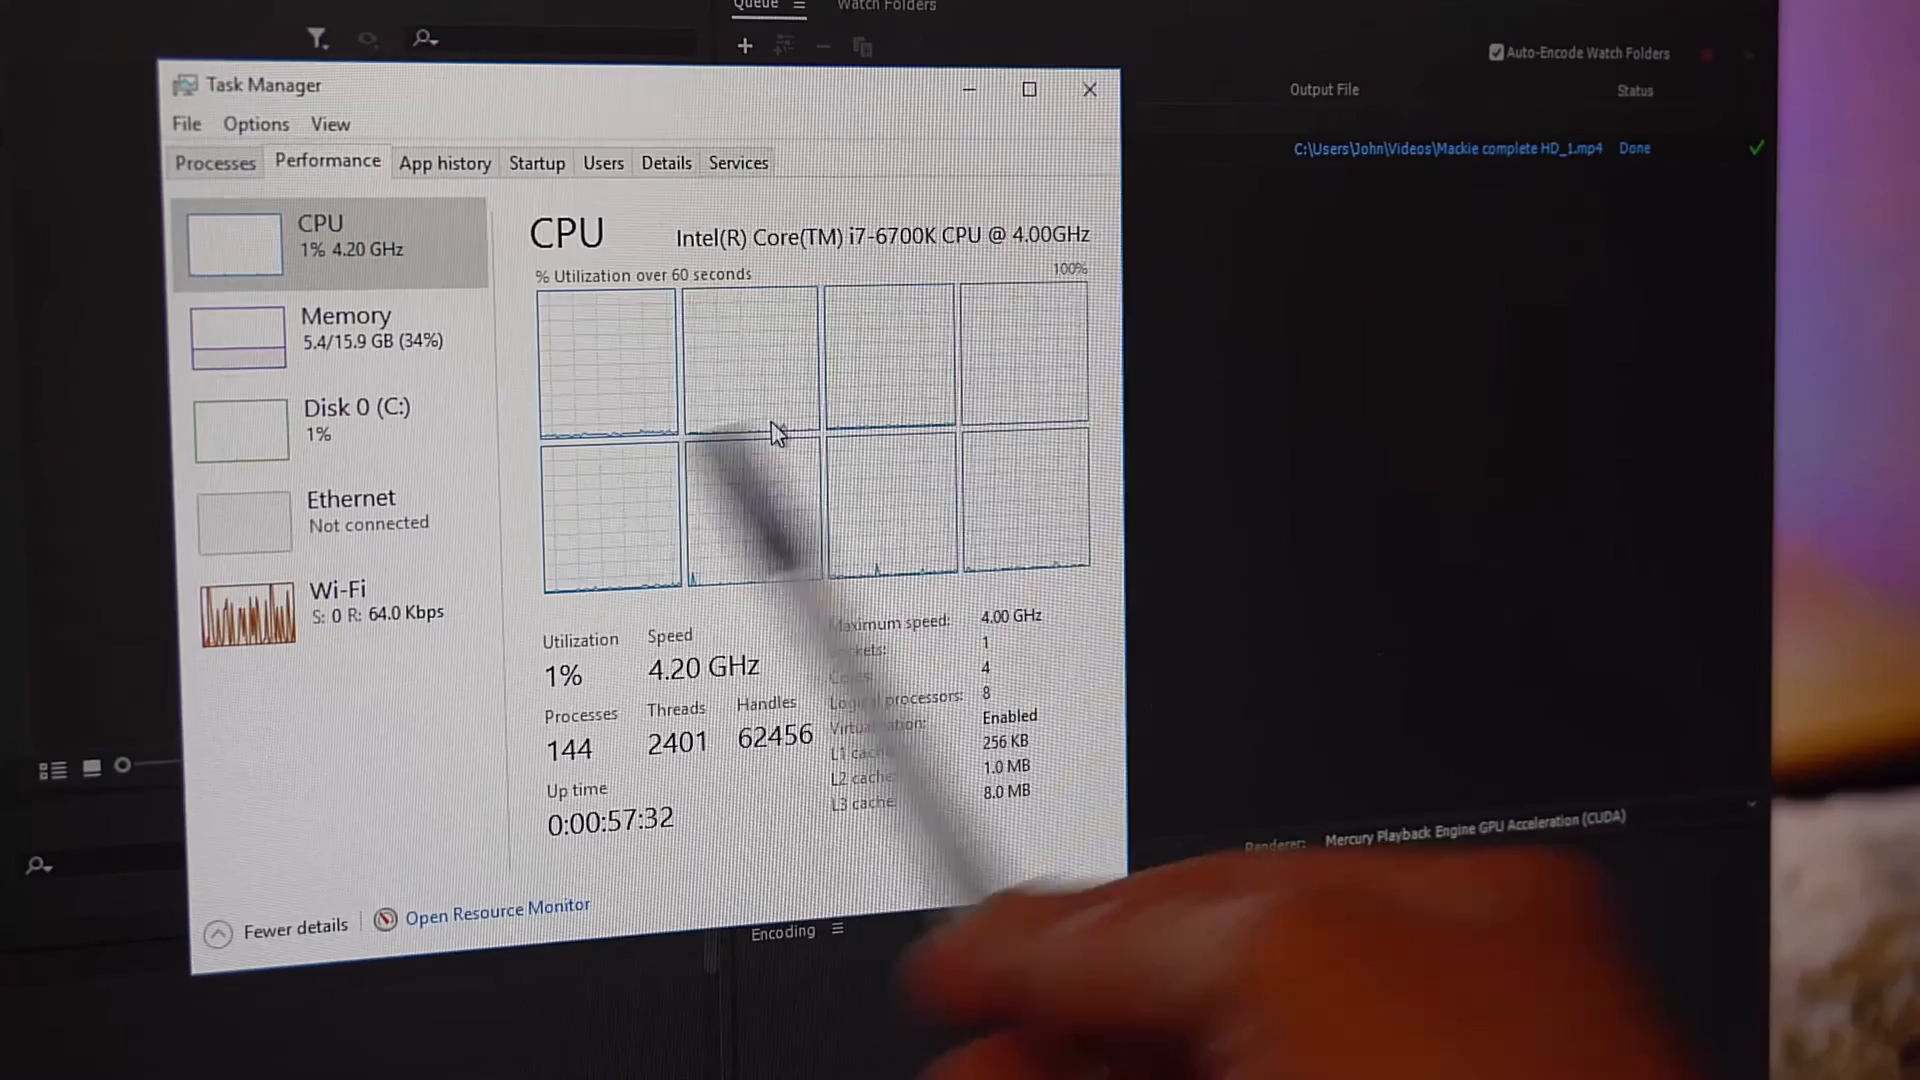 Queue
Watch Folders
Auto-Encode Watch Folders
Output File
Status
C:\Users\John\Videos\Mackie complete HD_1.mp4
Done
Task Manager
File Options View
Processes Performance App history Startup Users Details Services
CPU
1% 4.20 GHz
Memory
5.4/15.9 GB (34%)
Disk 0 (C:)
1%
Ethernet
Not connected
Wi-Fi
S: 0 R: 64.0 Kbps
CPU
Intel(R) Core(TM) i7-6700K CPU @ 4.00GHz
% Utilization over 60 seconds
100%
Utilization
Speed
1%
4.20 GHz
Processes
Threads
Handles
144
2401
62456
Up time
0:00:57:32
Maximum speed: 4.00 GHz
1
4
Logical processors: 8
Enabled
L1 cache 256 KB
L2 cache 1.0 MB
L3 cache 8.0 MB
Fewer details
Open Resource Monitor
Renderer: Mercury Playback Engine GPU Acceleration (CUDA)
Encoding